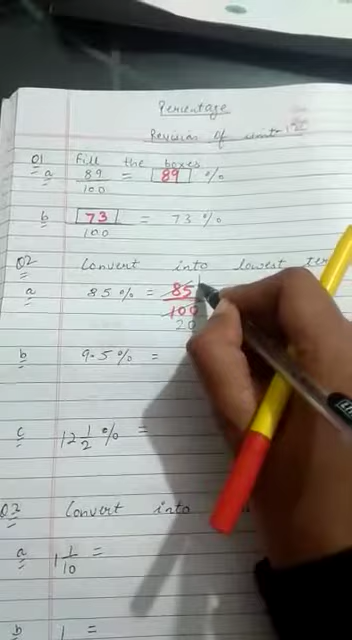 Percentage
Revision of unit
Q1 Fill the boxes
a 89/100 = 89 %
b 73/100 = 73 %
Q2 Convert into lowest
a 85% = 85/100
20
b 9.5% =
c 12 1/2 % =
Q3 Convert into
a 1 1/10 =
b 1 =